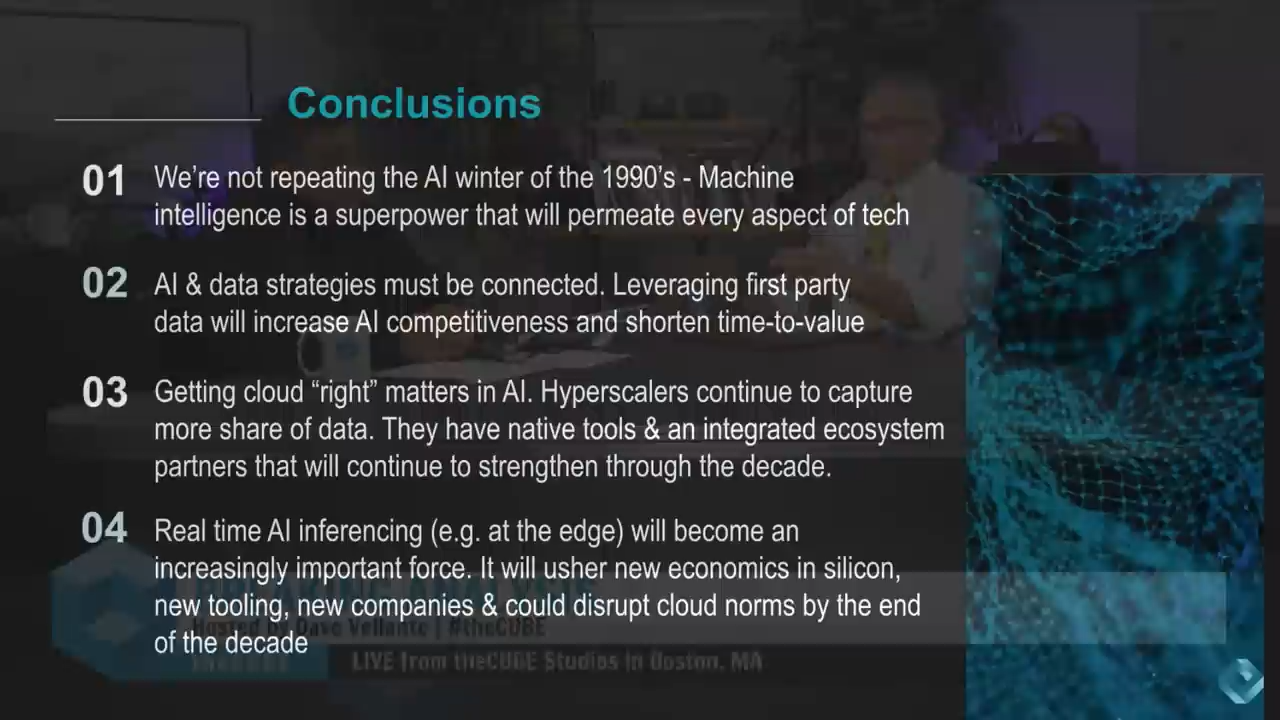 Conclusions
01
We’re not repeating the AI winter of the 1990’s - Machine
intelligence is a superpower that will permeate every aspect of tech
02
AI & data strategies must be connected. Leveraging first party
data will increase AI competitiveness and shorten time-to-value
03
Getting cloud “right” matters in AI. Hyperscalers continue to capture
more share of data. They have native tools & an integrated ecosystem
partners that will continue to strengthen through the decade.
04
Real time AI inferencing (e.g. at the edge) will become an
increasingly important force. It will usher new economics in silicon,
new tooling, new companies & could disrupt cloud norms by the end
of the decade
Hosted by Dave Vellante | #theCUBE
LIVE from theCUBE Studios in Boston, MA